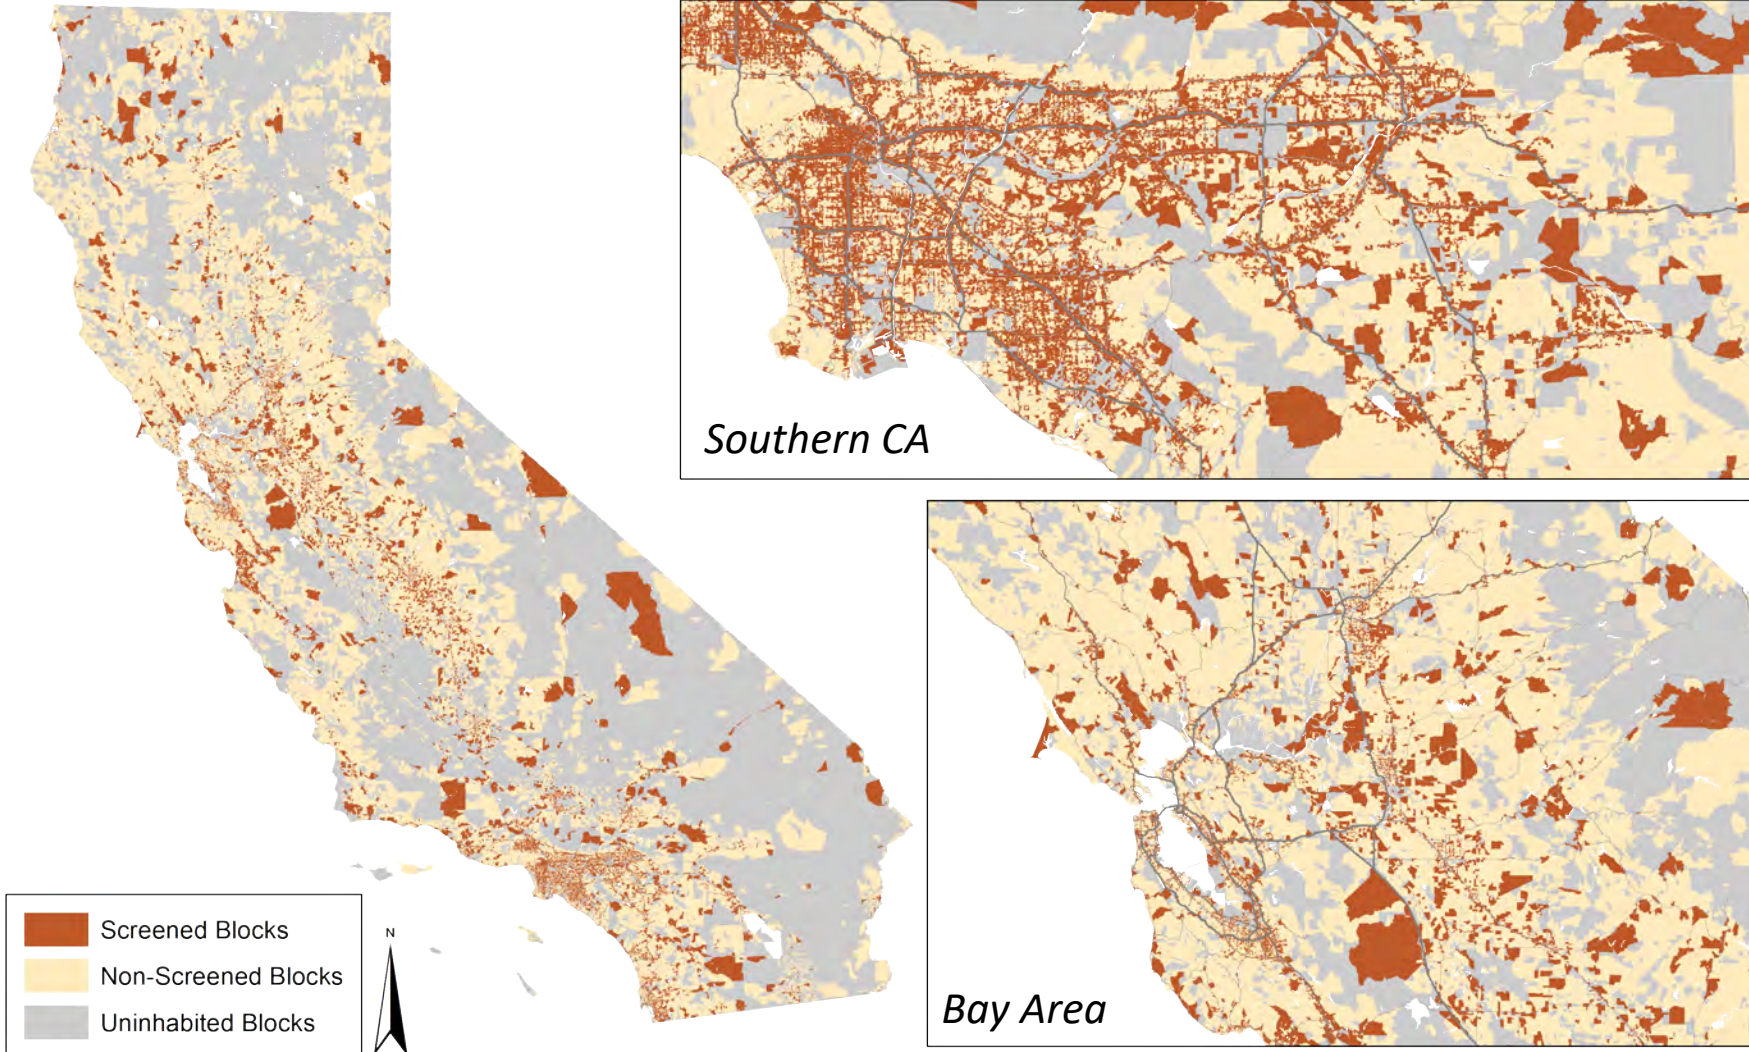 Southern CA
Bay Area
Screened Blocks
Non-Screened Blocks
Uninhabited Blocks
N